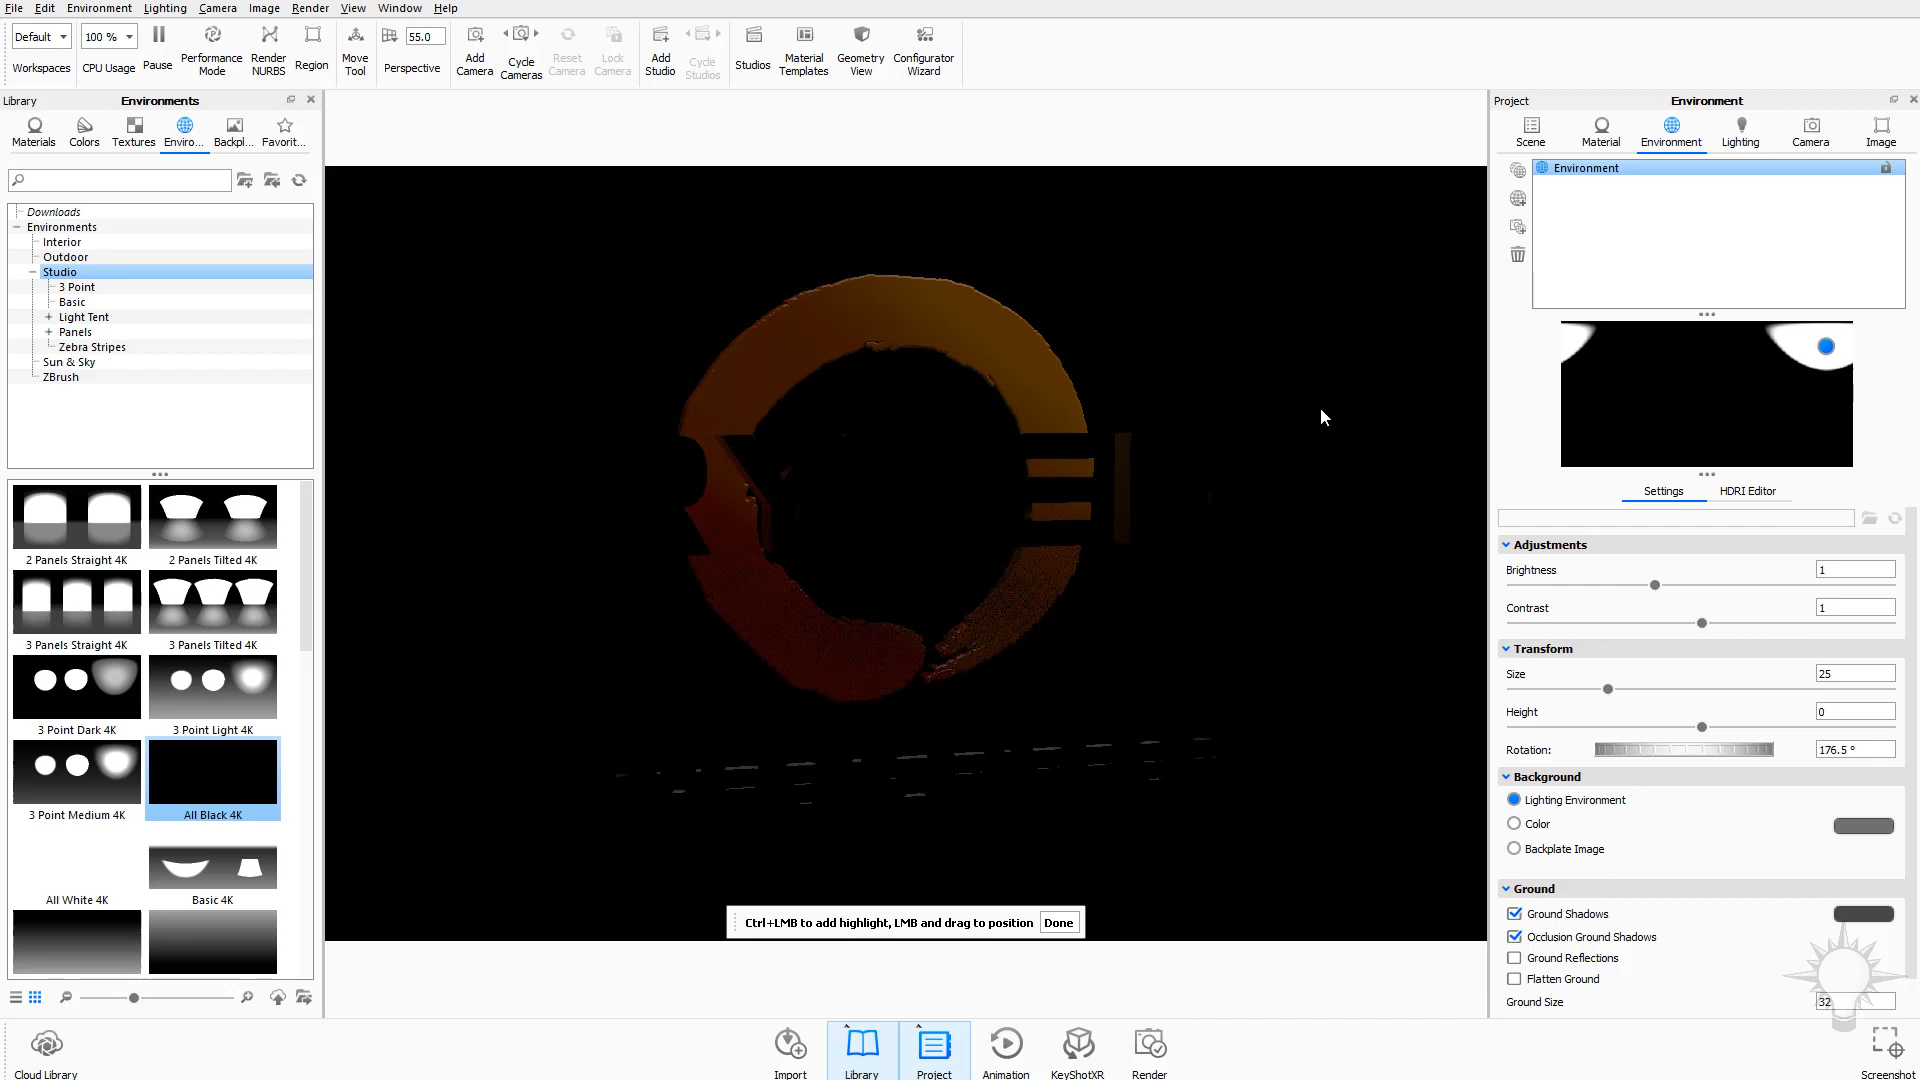 File Edit Environment Lighting Camera Image Render View Window Help
Default 100 % 55.0
Workspaces CPU Usage Pause Performance Mode Render NURBS Region Move Tool Perspective Add Camera Cycle Cameras Reset Camera Lock Camera Add Studio Cycle Studios Studios Material Templates Geometry View Configurator Wizard
Library Environments
Materials Colors Textures Enviro... Backpl... Favorit...
Downloads
Environments
Interior
Outdoor
Studio
3 Point
Basic
Light Tent
Panels
Zebra Stripes
Sun & Sky
ZBrush
2 Panels Straight 4K 2 Panels Tilted 4K
3 Panels Straight 4K 3 Panels Tilted 4K
3 Point Dark 4K 3 Point Light 4K
3 Point Medium 4K All Black 4K
All White 4K Basic 4K
Ctrl+LMB to add highlight, LMB and drag to position Done
Project Environment
Scene Material Environment Lighting Camera Image
Environment
Settings HDRI Editor
Adjustments
Brightness 1
Contrast 1
Transform
Size 25
Height 0
Rotation: 176.5 °
Background
Lighting Environment
Color
Backplate Image
Ground
Ground Shadows
Occlusion Ground Shadows
Ground Reflections
Flatten Ground
Ground Size 32
Cloud Library Import Library Project Animation KeyShotXR Render Screenshot